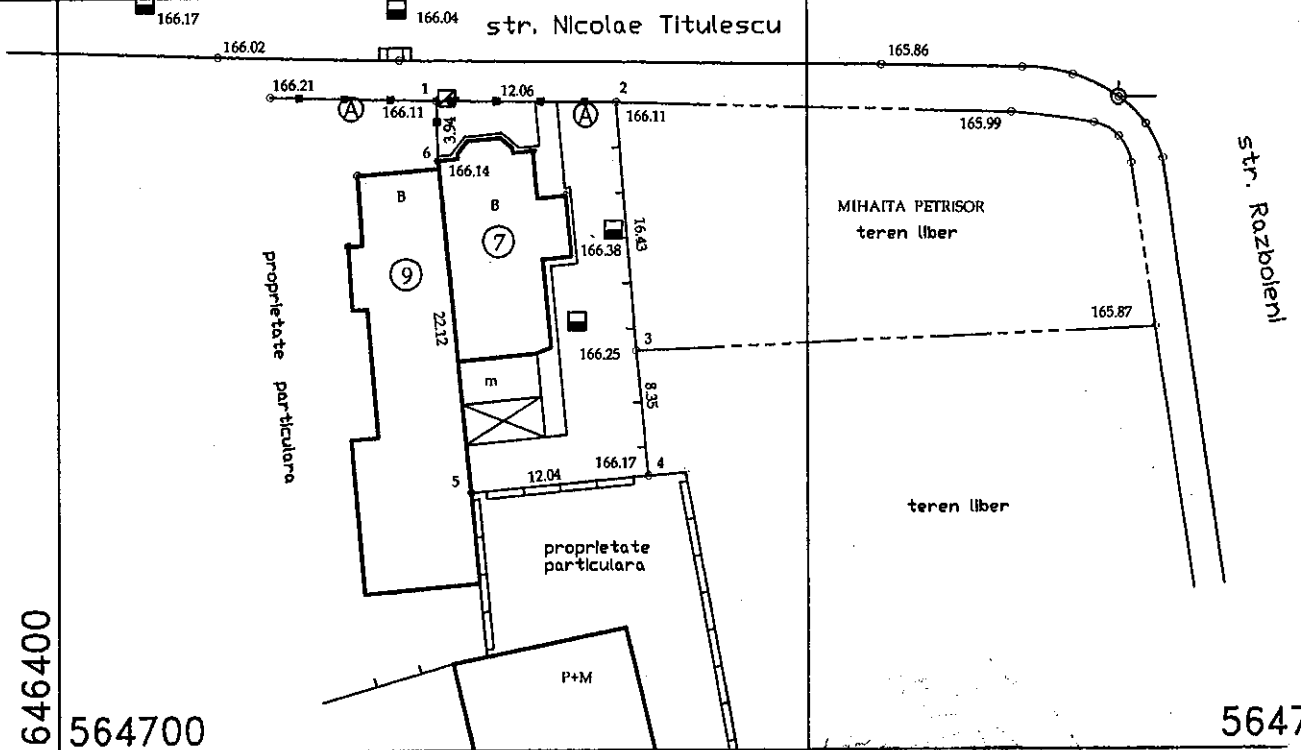 166.17
166.04
str. Nicolae Titulescu
166.02
165.86
166.21
A
166.11
1
12.06
A
2
166.11
165.99
3.94
6
166.14
str. Razboieni
B
B
7
9
16.43
166.38
MIHAITA PETRISOR
teren liber
proprietate particulara
22.12
166.25
3
165.87
m
8.35
5
12.04
166.17
4
teren liber
proprietate
particulara
P+M
646400
564700
5647